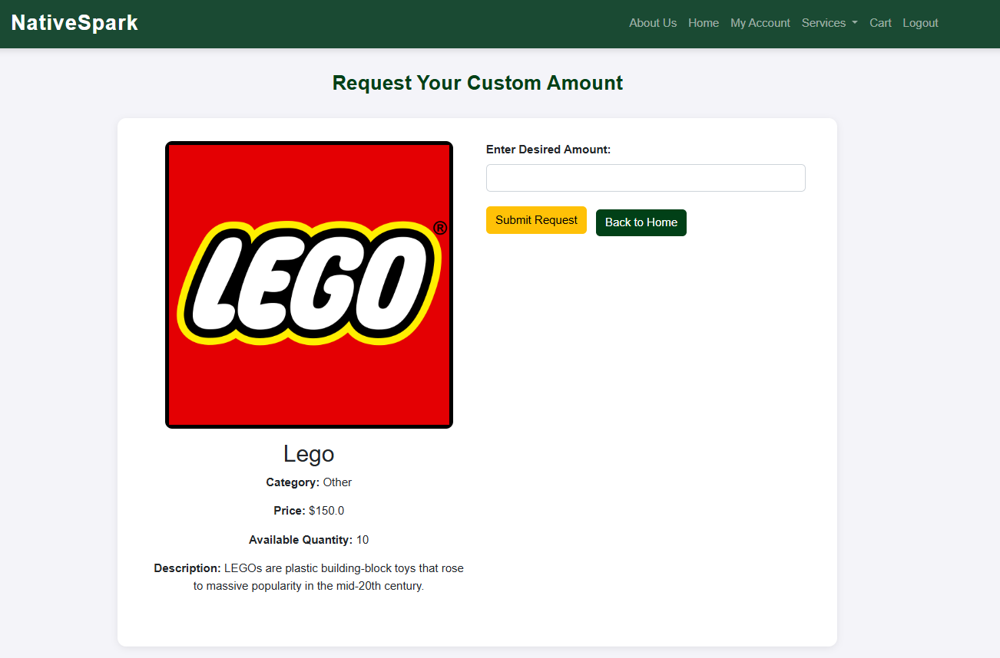 NativeSpark
About Us Home My Account Services Cart Logout
Request Your Custom Amount
LEGO®
Lego
Category: Other
Price: $150.0
Available Quantity: 10
Description: LEGOs are plastic building-block toys that rose
to massive popularity in the mid-20th century.
Enter Desired Amount:
Submit Request
Back to Home